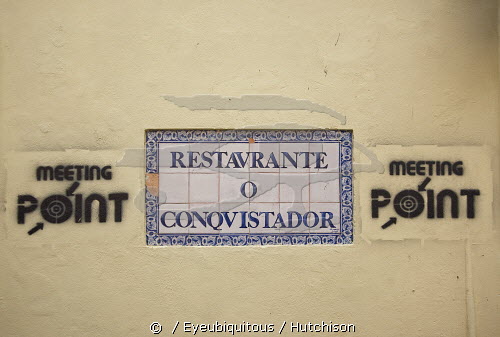 MEETING
POINT
RESTAVRANTE
O
CONQVISTADOR
MEETING
POINT
© / Eyeubiquitous / Hutchison